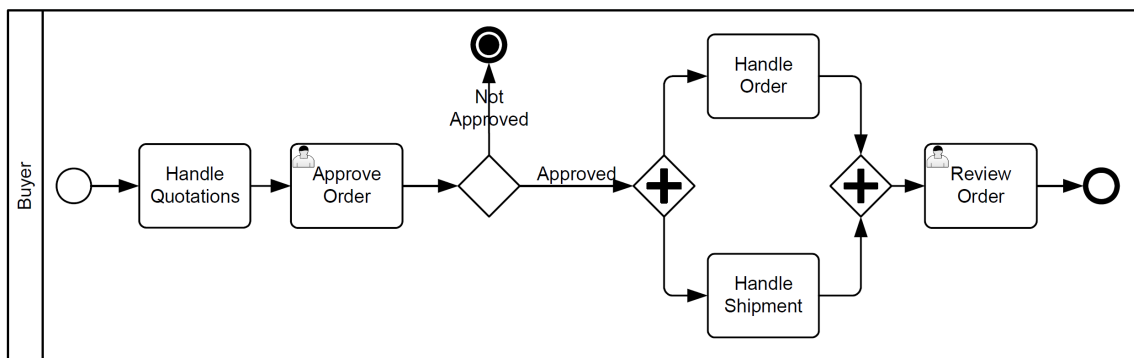 Buyer
Handle
Quotations
Approve
Order
Not
Approved
Approved
Handle
Order
Handle
Shipment
Review
Order